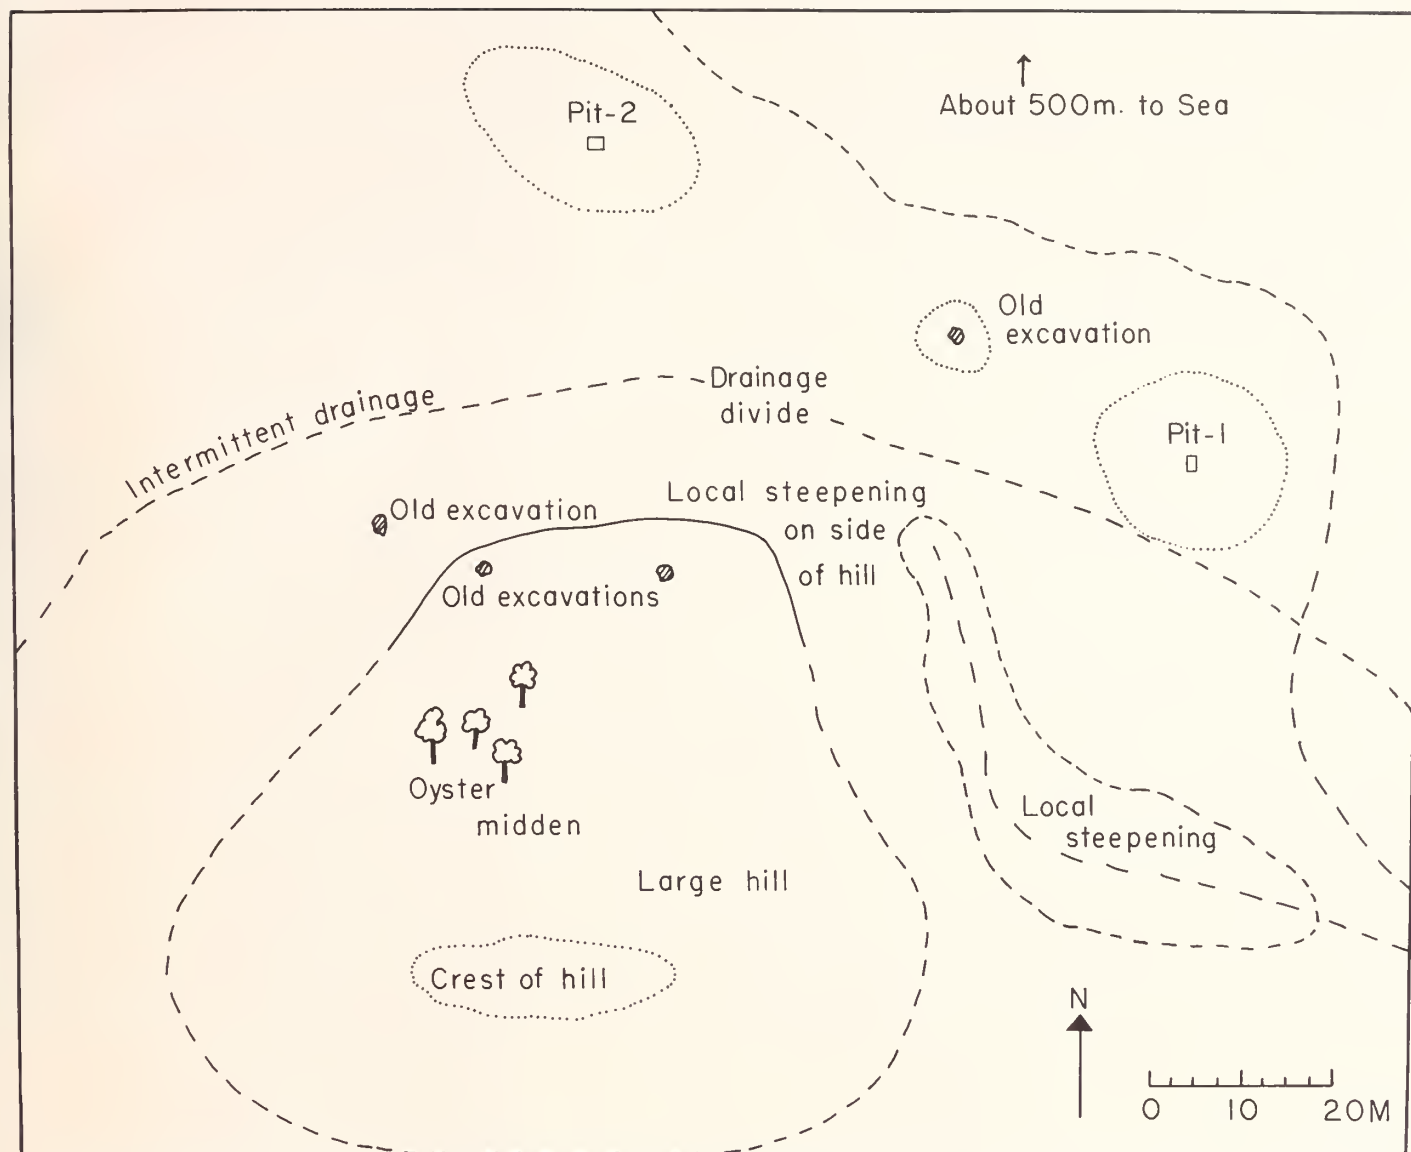 Pit-2
About 500m. to Sea
Old
excavation
Drainage
divide
Intermittent drainage
Pit-1
Local steepening
on side
of hill
Old excavation
Old excavations
Oyster
midden
Local
steepening
Large hill
Crest of hill
N
0 10 20M